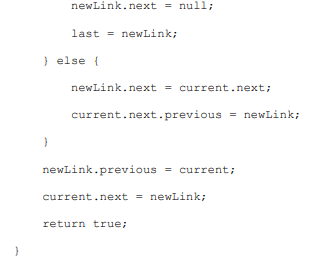 newLink.next = null;
last = newLink;
} else {
newLink.next = current.next;
current.next.previous = newLink;
}
newLink.previous = current;
current.next = newLink;
return true;
}